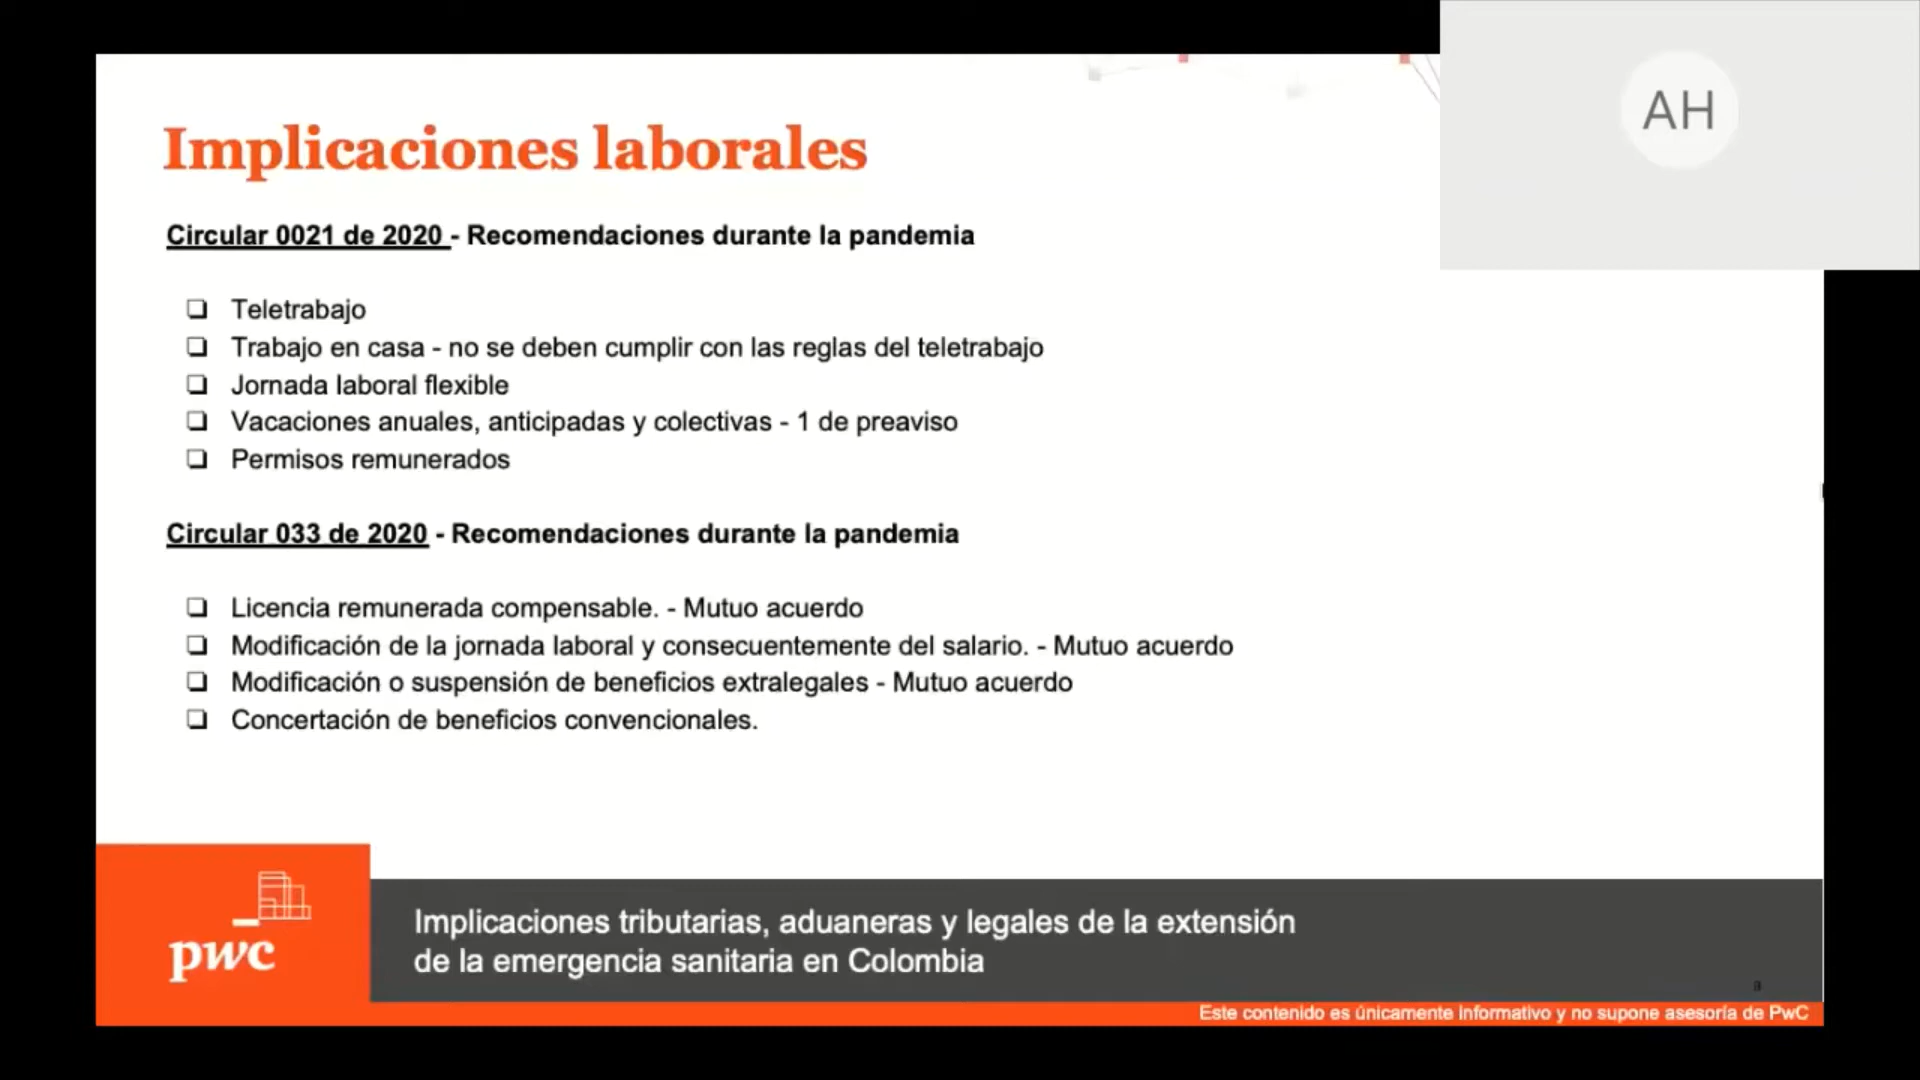 AH
Implicaciones laborales
Circular 0021 de 2020 - Recomendaciones durante la pandemia
❑ Teletrabajo
❑ Trabajo en casa - no se deben cumplir con las reglas del teletrabajo
❑ Jornada laboral flexible
❑ Vacaciones anuales, anticipadas y colectivas - 1 de preaviso
❑ Permisos remunerados
Circular 033 de 2020 - Recomendaciones durante la pandemia
❑ Licencia remunerada compensable. - Mutuo acuerdo
❑ Modificación de la jornada laboral y consecuentemente del salario. - Mutuo acuerdo
❑ Modificación o suspensión de beneficios extralegales - Mutuo acuerdo
❑ Concertación de beneficios convencionales.
pwc
Implicaciones tributarias, aduaneras y legales de la extensión
de la emergencia sanitaria en Colombia
Este contenido es únicamente Informativo y no supone asesoría de PwC